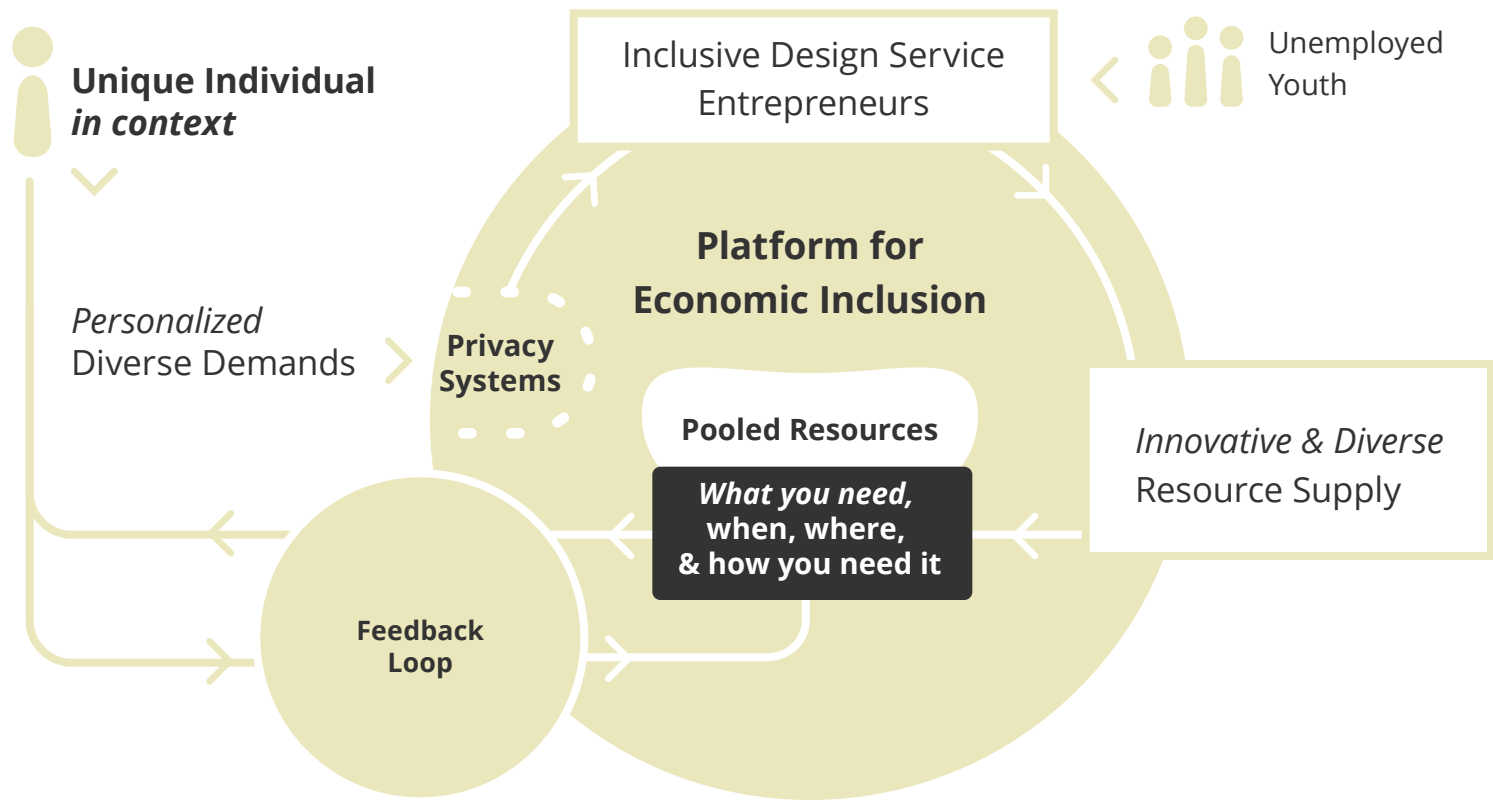 Unique Individual
in context
Inclusive Design Service
Entrepreneurs
Unemployed
Youth
Platform for
Economic Inclusion
Personalized
Diverse Demands
Privacy
Systems
Pooled Resources
What you need,
when, where,
& how you need it
Innovative & Diverse
Resource Supply
Feedback
Loop